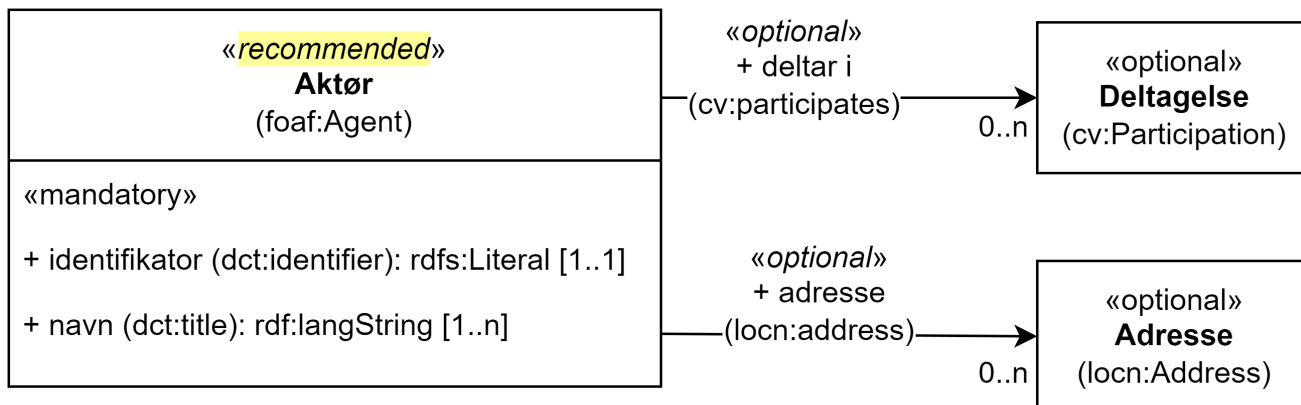 «recommended»
Aktør
(foaf:Agent)
«mandatory»
+ identifikator (dct:identifier): rdfs:Literal [1..1]
+ navn (dct:title): rdf:langString [1..n]
«optional»
+ deltar i
(cv:participates)
0..n
«optional»
Deltagelse
(cv:Participation)
«optional»
+ adresse
(locn:address)
0..n
«optional»
Adresse
(locn:Address)